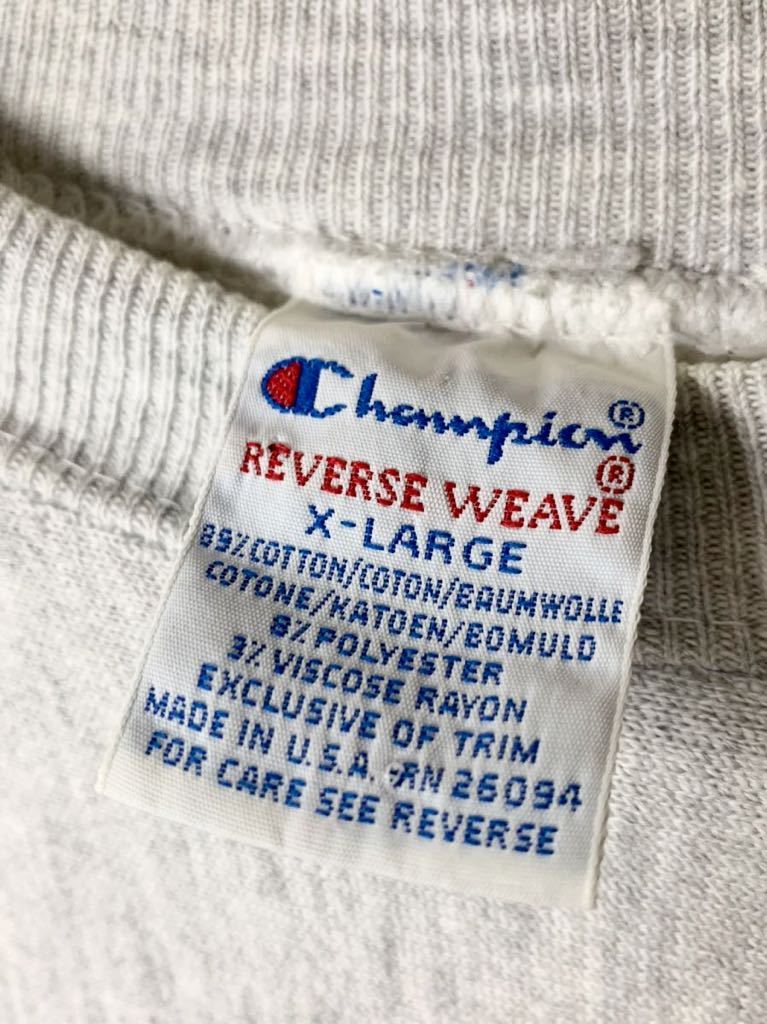 Champion®
REVERSE WEAVE®
X-LARGE
89% COTTON/COTON/BAUMWOLLE
COTONE/KATOEN/BOMULD
8% POLYESTER
3% VISCOSE RAYON
EXCLUSIVE OF TRIM
MADE IN U.S.A. RN 26094
FOR CARE SEE REVERSE